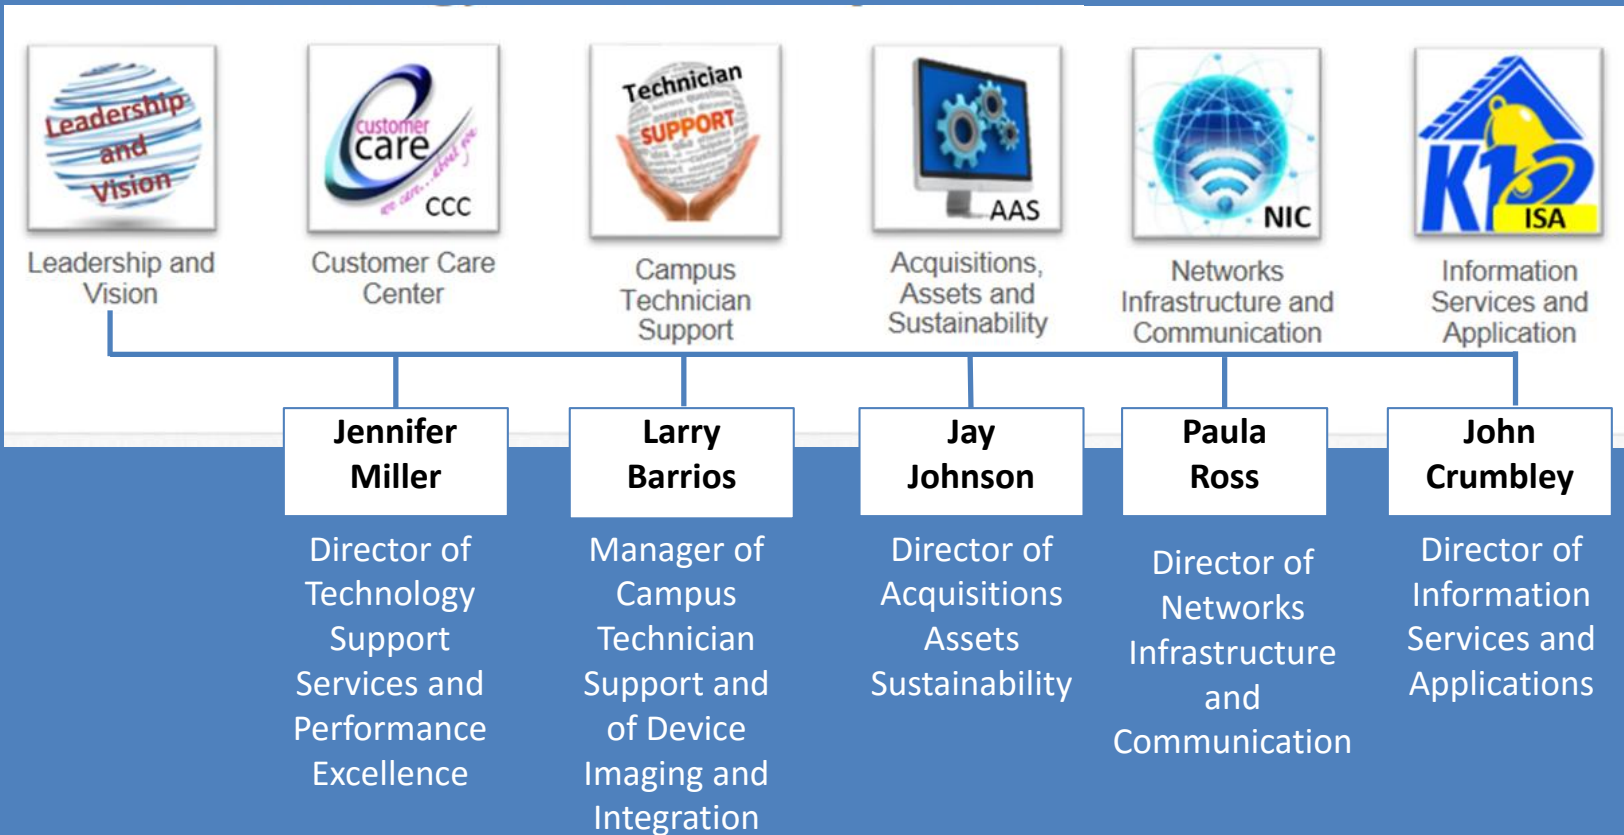 Leadership
and
Vision
customer
care
we care... about you
CCC
Technician
SUPPORT
AAS
NIC
K12
ISA
Leadership and
Vision
Customer Care
Center
Campus
Technician
Support
Acquisitions,
Assets and
Sustainability
Networks
Infrastructure and
Communication
Information
Services and
Application
Jennifer
Miller
Larry
Barrios
Jay
Johnson
Paula
Ross
John
Crumbley
Director of
Technology
Support
Services and
Performance
Excellence
Manager of
Campus
Technician
Support and
of Device
Imaging and
Integration
Director of
Acquisitions
Assets
Sustainability
Director of
Networks
Infrastructure
and
Communication
Director of
Information
Services and
Applications